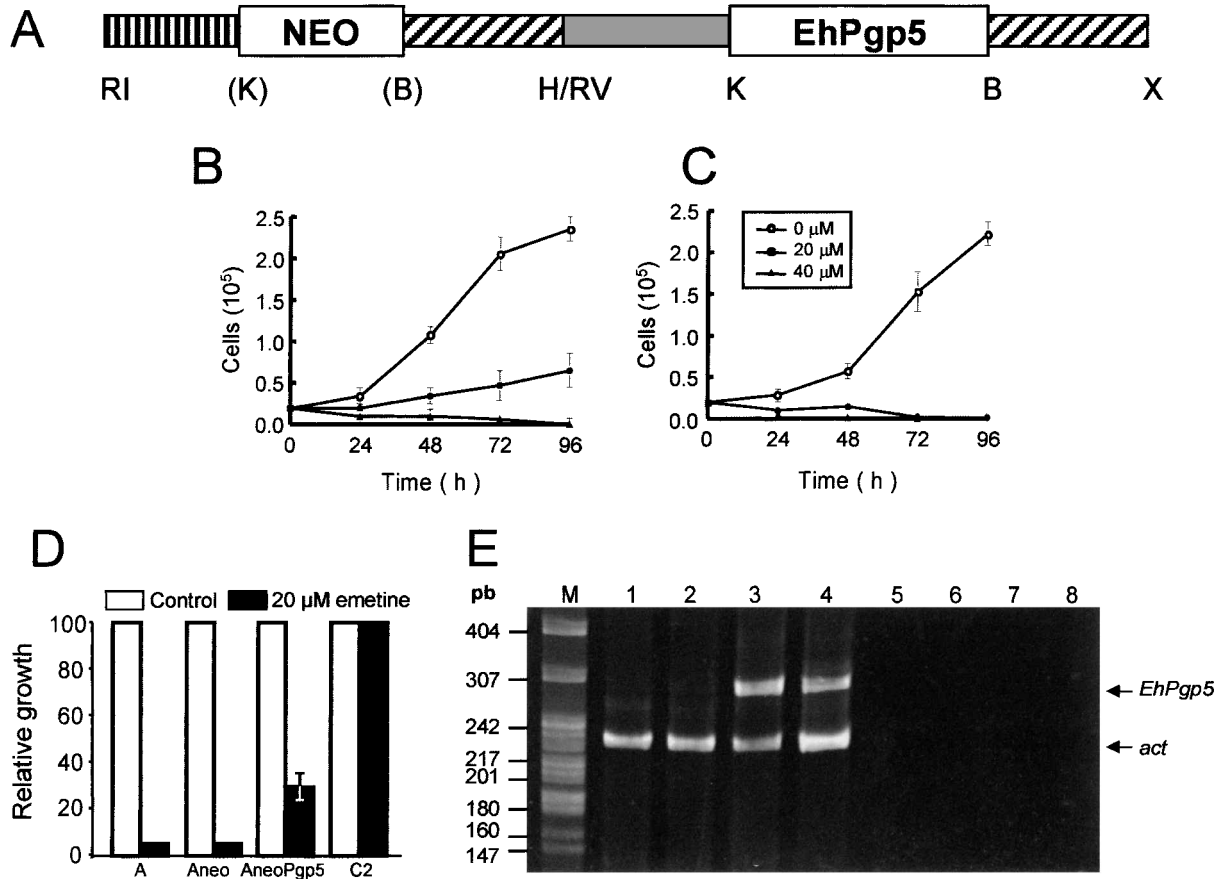 A
NEO
EhPgp5
RI (K) (B) H/RV K B X
B
2.5
2.0
1.5
1.0
0.5
0.0
Cells (10⁵)
0 24 48 72 96
Time ( h )
C
2.5
2.0
1.5
1.0
0.5
0.0
Cells (10⁵)
0 µM
20 µM
40 µM
0 24 48 72 96
Time ( h )
D
Control 20 µM emetine
100
80
60
40
20
0
Relative growth
A Aneo AneoPgp5 C2
E
pb M 1 2 3 4 5 6 7 8
404
307
242
217
201
180
160
147
EhPgp5
act